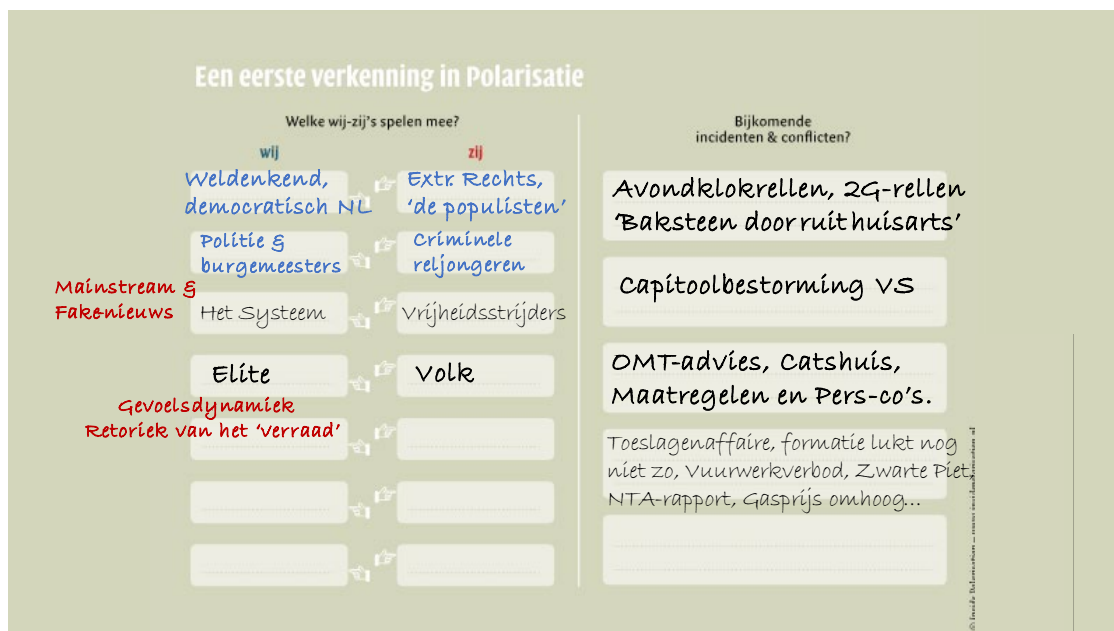 Een eerste verkenning in Polarisatie
Welke wij-zij's spelen mee?
wij
zij
Weldenkend,
democratisch NL
Extr. Rechts,
‘de populisten’
Politie &
burgemeesters
Criminele
reljongeren
Mainstream &
Fake-nieuws
Het Systeem
Vrijheidsstrijders
Elite
Volk
Gevoelsdynamiek
Retoriek van het ‘verraad’
Bijkomende
incidenten & conflicten?
Avondklokrellen, 2G-rellen
‘Baksteen door ruit huisarts’
Capitoolbestorming VS
OMT-advies, Catshuis,
Maatregelen en Pers-co's.
Toeslagenaffaire, formatie lukt nog
niet zo, Vuurwerkverbod, Zwarte Piet,
NTA-rapport, Gasprijs omhoog...